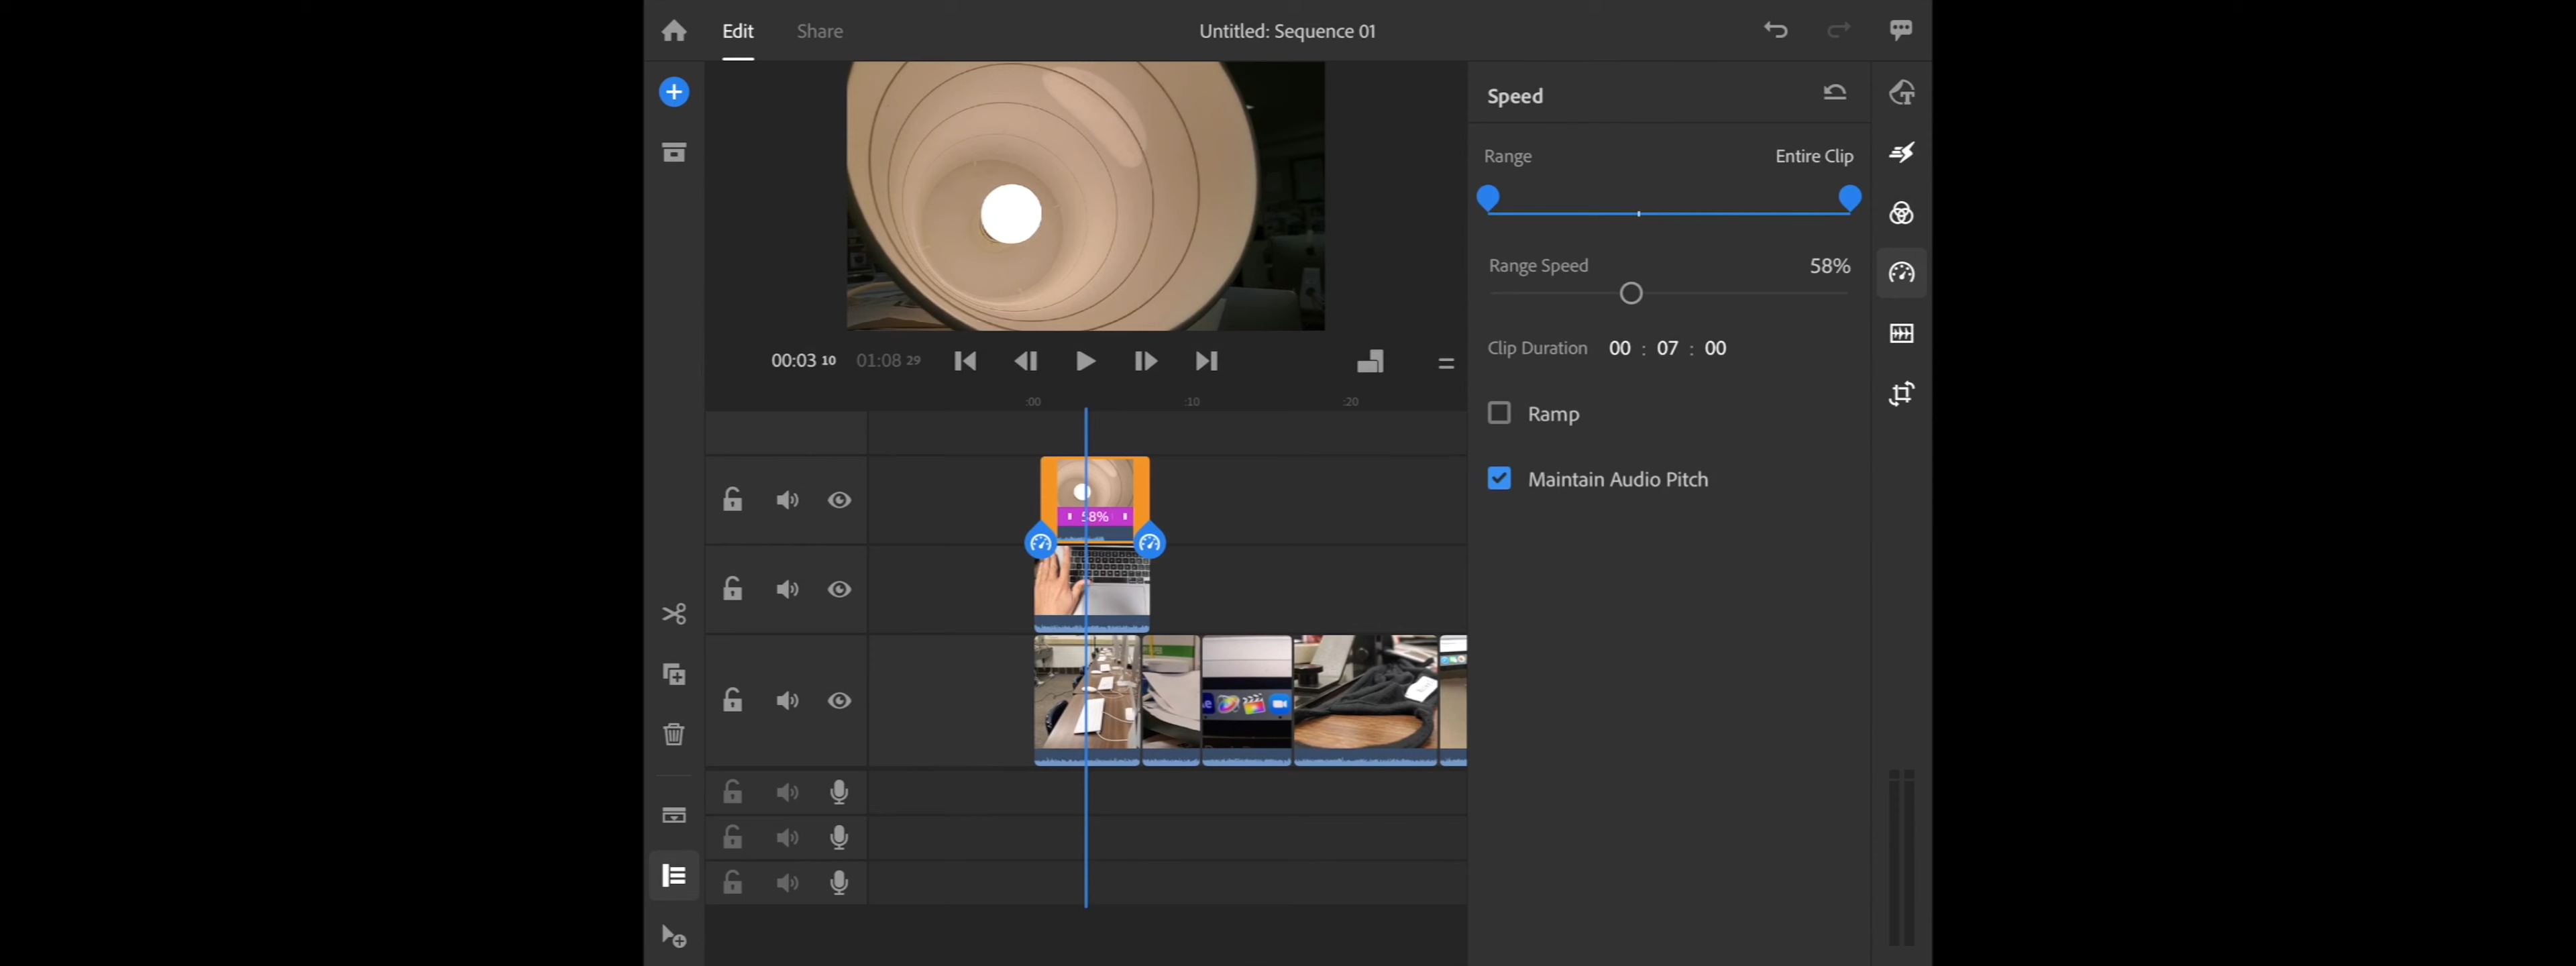 Edit Share Untitled: Sequence 01
Speed
Range Entire Clip
Range Speed 58%
00:03 10 01:08 29
Clip Duration 00 : 07 : 00
:00 :10 :20
Ramp
Maintain Audio Pitch
58%